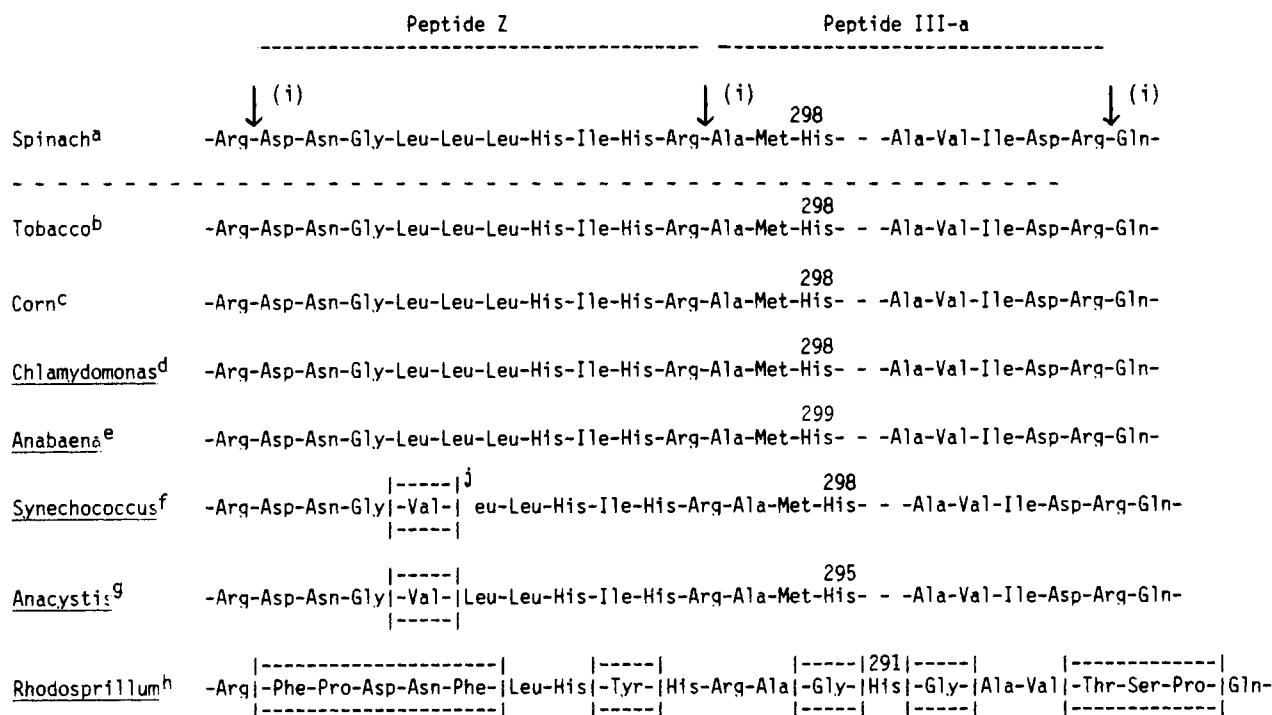 Peptide Z Peptide III-a
(i) (i) (i)
298
Spinach^a -Arg-Asp-Asn-Gly-Leu-Leu-Leu-His-Ile-His-Arg-Ala-Met-His- - -Ala-Val-Ile-Asp-Arg-Gln-
298
Tobacco^b -Arg-Asp-Asn-Gly-Leu-Leu-Leu-His-Ile-His-Arg-Ala-Met-His- - -Ala-Val-Ile-Asp-Arg-Gln-
298
Corn^c -Arg-Asp-Asn-Gly-Leu-Leu-Leu-His-Ile-His-Arg-Ala-Met-His- - -Ala-Val-Ile-Asp-Arg-Gln-
298
Chlamydomonas^d -Arg-Asp-Asn-Gly-Leu-Leu-Leu-His-Ile-His-Arg-Ala-Met-His- - -Ala-Val-Ile-Asp-Arg-Gln-
299
Anabaena^e -Arg-Asp-Asn-Gly-Leu-Leu-Leu-His-Ile-His-Arg-Ala-Met-His- - -Ala-Val-Ile-Asp-Arg-Gln-
j 298
Synechococcus^f -Arg-Asp-Asn-Gly|-Val-| eu-Leu-His-Ile-His-Arg-Ala-Met-His- - -Ala-Val-Ile-Asp-Arg-Gln-
295
Anacystis^g -Arg-Asp-Asn-Gly|-Val-|Leu-Leu-His-Ile-His-Arg-Ala-Met-His- - -Ala-Val-Ile-Asp-Arg-Gln-
291
Rhodosprillum^h -Arg|-Phe-Pro-Asp-Asn-Phe-|Leu-His|-Tyr-|His-Arg-Ala|-Gly-|His|-Gly-|Ala-Val|-Thr-Ser-Pro-|Gln-